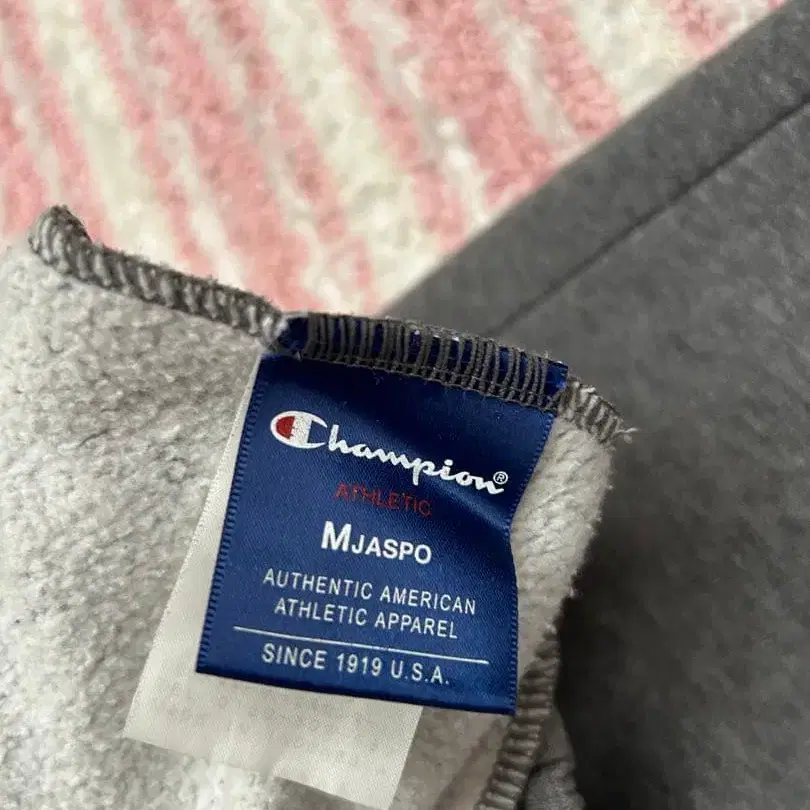 Champion®
ATHLETIC
MJASPO
AUTHENTIC AMERICAN
ATHLETIC APPAREL
SINCE 1919 U.S.A.